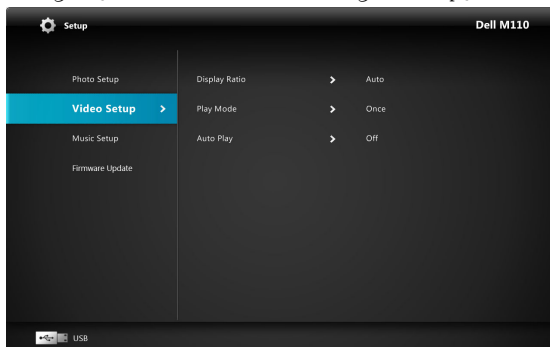 Setup
Dell M110
Photo Setup
Display Ratio > Auto
Video Setup >
Play Mode > Once
Music Setup
Auto Play > Off
Firmware Update
USB